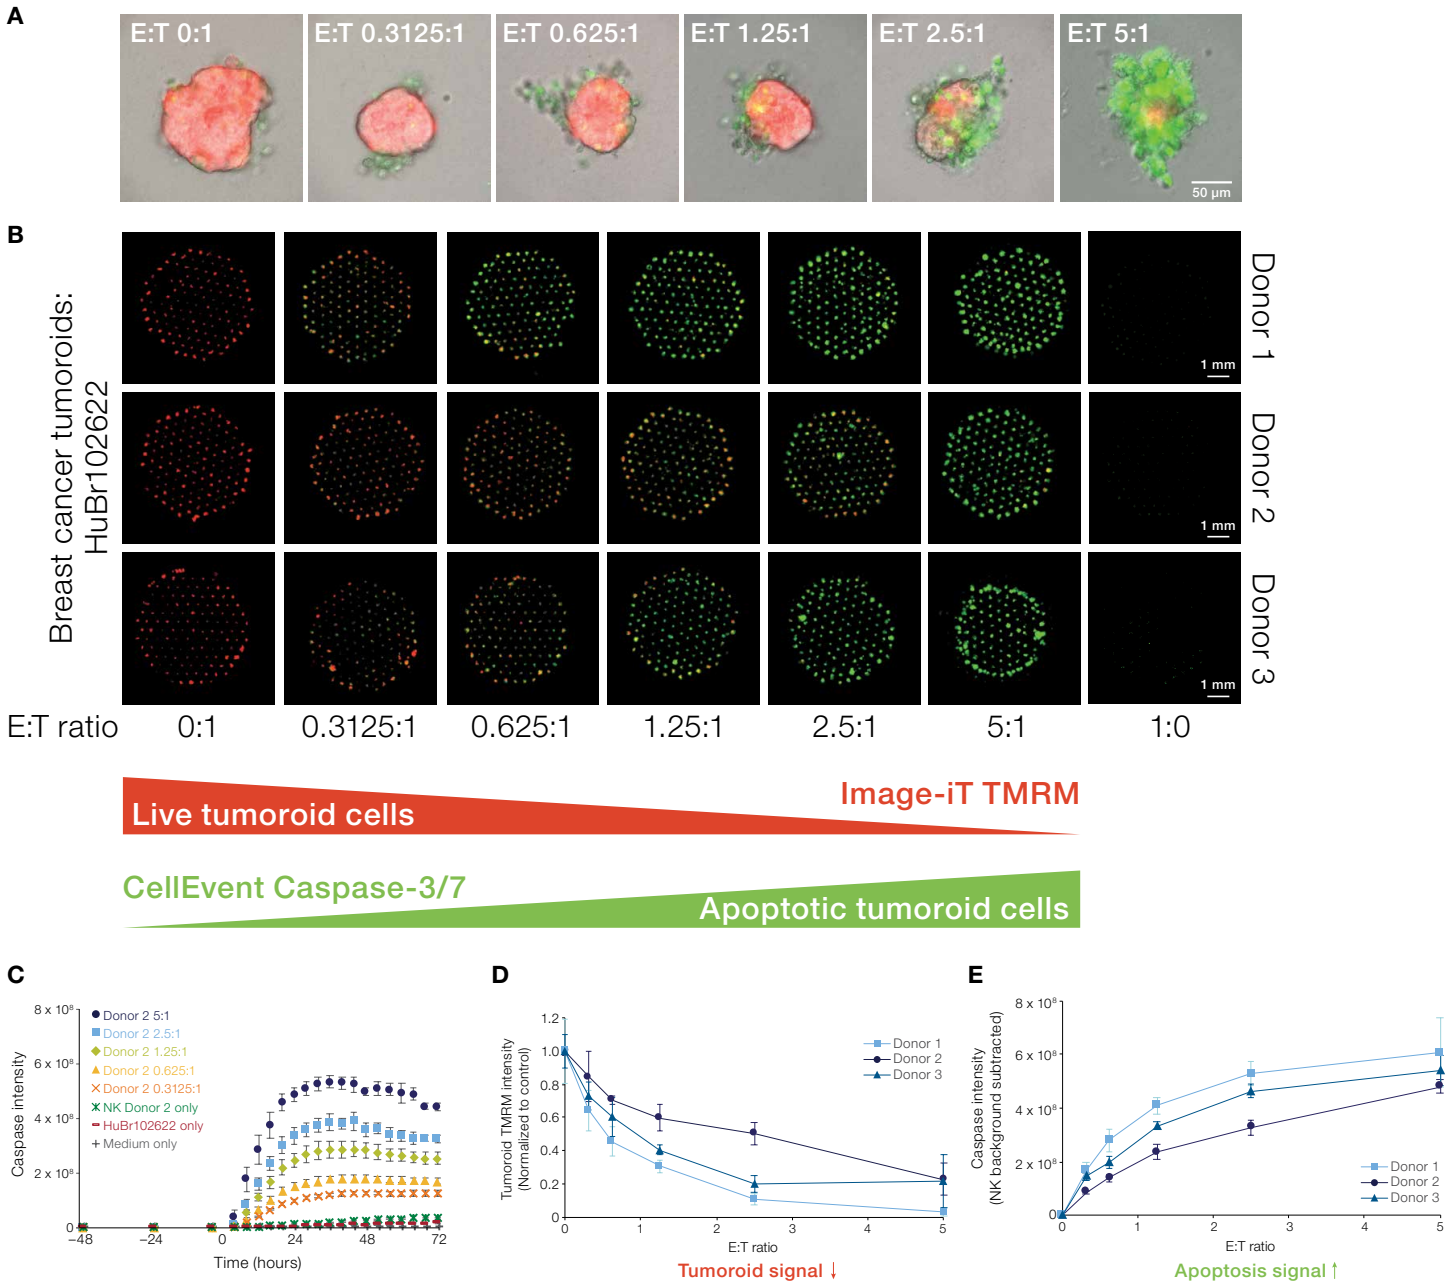 A
E:T 0:1
E:T 0.3125:1
E:T 0.625:1
E:T 1.25:1
E:T 2.5:1
E:T 5:1
50 µm
B
Breast cancer tumoroids:
HuBr102622
Donor 1
1 mm
Donor 2
1 mm
Donor 3
1 mm
E:T ratio 0:1 0.3125:1 0.625:1 1.25:1 2.5:1 5:1 1:0
Image-iT TMRM
Live tumoroid cells
CellEvent Caspase-3/7
Apoptotic tumoroid cells
C
Caspase intensity
8 x 10⁸
6 x 10⁸
4 x 10⁸
2 x 10⁸
0
Donor 2 5:1
Donor 2 2.5:1
Donor 2 1.25:1
Donor 2 0.625:1
Donor 2 0.3125:1
NK Donor 2 only
HuBr102622 only
Medium only
−48 −24 0 24 48 72
Time (hours)
D
Tumoroid TMRM intensity
(Normalized to control)
1.2
1.0
0.8
0.6
0.4
0.2
0
Donor 1
Donor 2
Donor 3
0 1 2 3 4 5
E:T ratio
Tumoroid signal ↓
E
Caspase intensity
(NK background subtracted)
8 x 10⁸
6 x 10⁸
4 x 10⁸
2 x 10⁸
0
Donor 1
Donor 2
Donor 3
0 1 2 3 4 5
E:T ratio
Apoptosis signal ↑